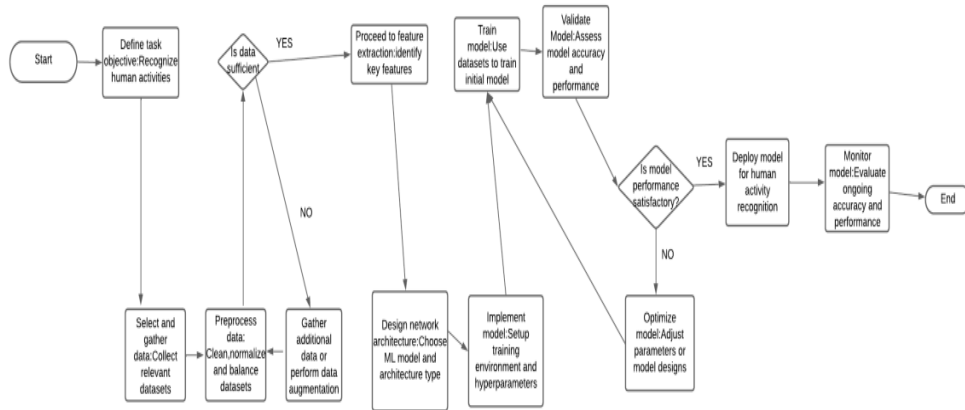 Start
Define task
objective:Recognize
human activities
Select and
gather
data:Collect
relevant
datasets
Preprocess
data:
Clean,normalize
and balance
datasets
Is data
sufficient
YES
NO
Gather
additional
data or
perform data
augmentation
Proceed to feature
extraction:identify
key features
Design network
architecture:Choose
ML model and
architecture type
Implement
model:Setup
training
environment and
hyperparameters
Train
model:Use
datasets to train
initial model
Validate
Model:Assess
model accuracy
and
performance
Is model
performance
satisfactory?
YES
NO
Optimize
model:Adjust
parameters or
model designs
Deploy model
for human
activity
recognition
Monitor
model:Evaluate
ongoing
accuracy and
performance
End